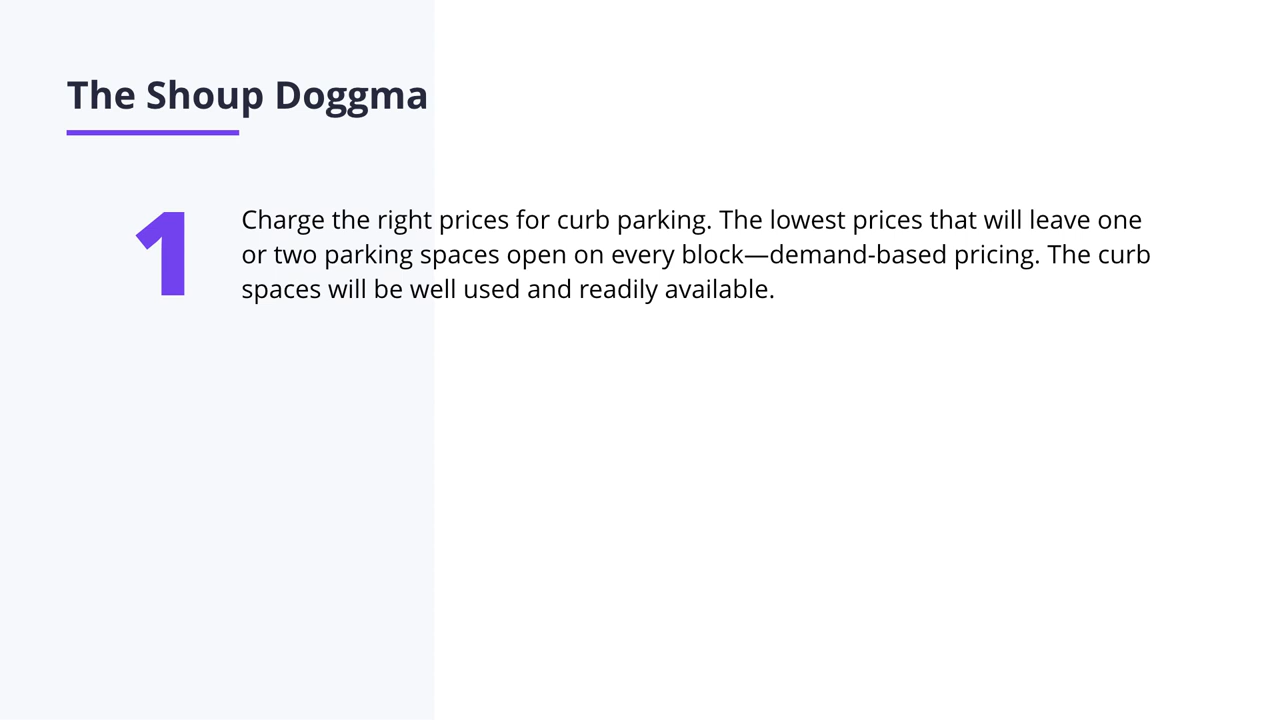 The Shoup Doggma
1
Charge the right prices for curb parking. The lowest prices that will leave one
or two parking spaces open on every block—demand-based pricing. The curb
spaces will be well used and readily available.